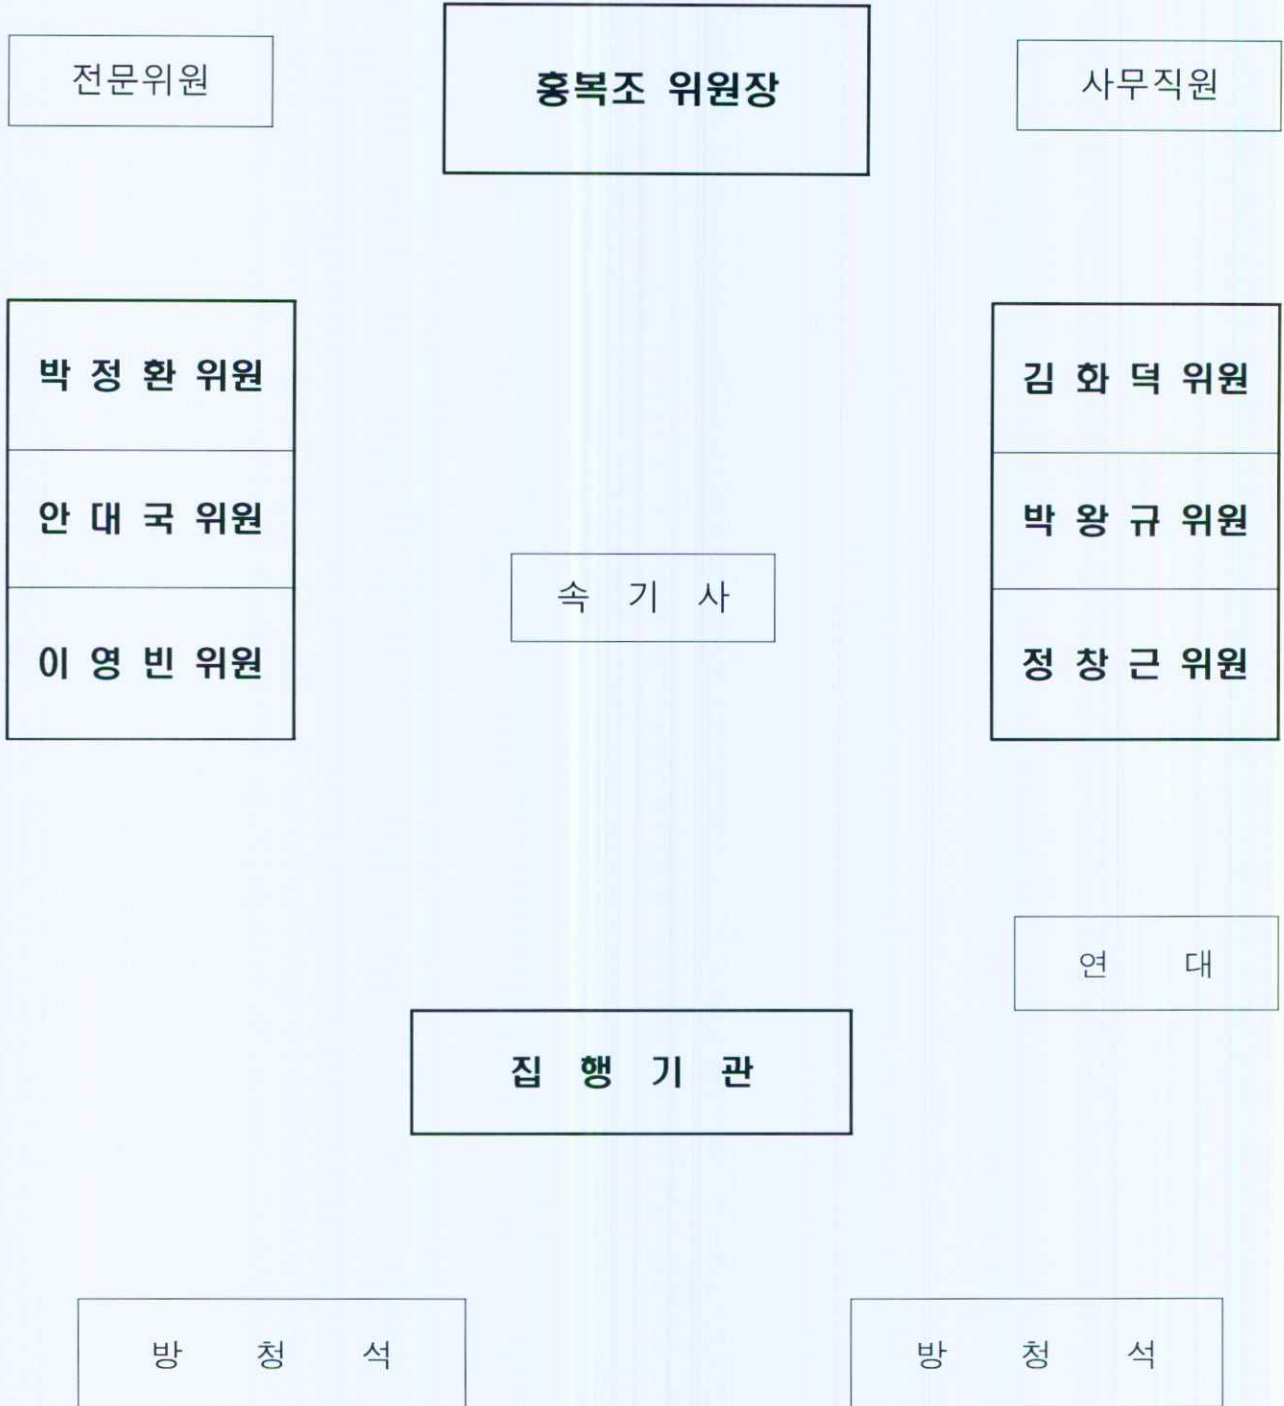 전문위원
홍복조 위원장
사무직원
박 정 환 위원
안 대 국 위원
이 영 빈 위원
김 화 덕 위원
박 왕 규 위원
정 창 근 위원
속 기 사
연 대
집 행 기 관
방 청 석
방 청 석